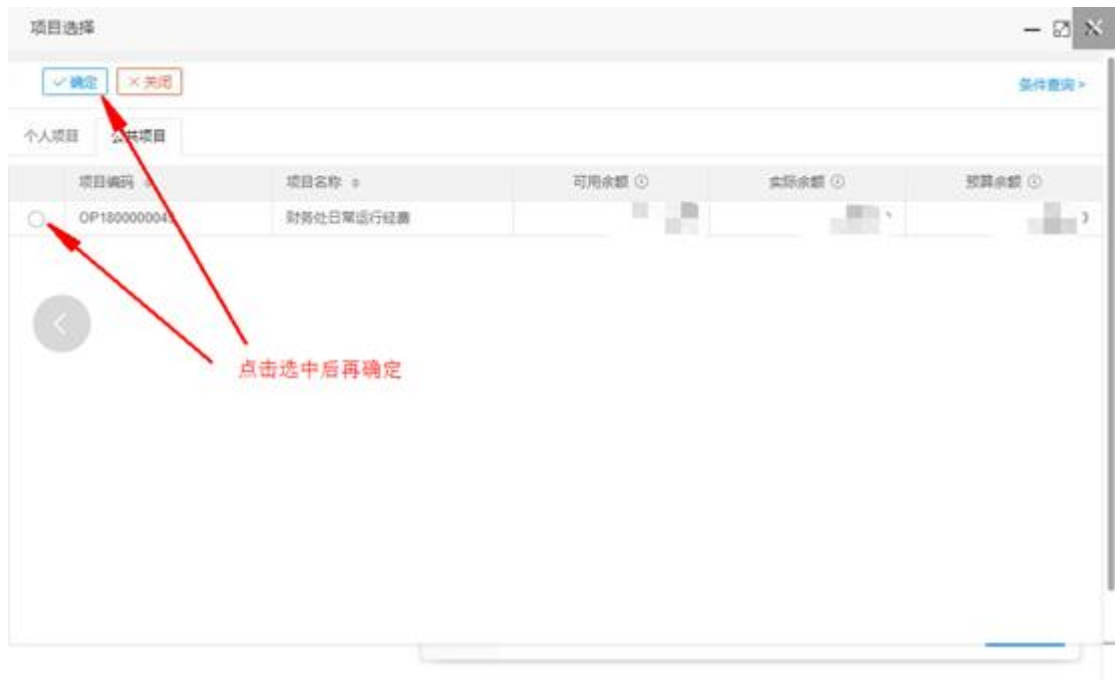 项目选择
确定 关闭 条件查询 >
个人项目 公共项目
项目编码 项目名称 可用余额 实际余额 预算余额
财务处日常运行经费
点击选中后再确定